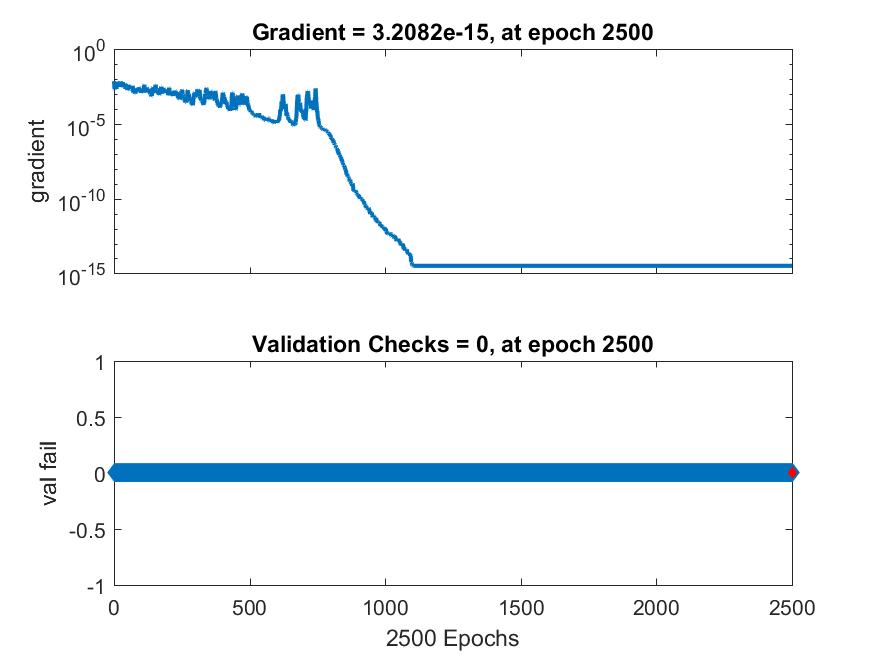 Gradient = 3.2082e-15, at epoch 2500
10^0
10^-5
10^-10
10^-15
gradient
Validation Checks = 0, at epoch 2500
1
0.5
0
-0.5
-1
val fail
0 500 1000 1500 2000 2500
2500 Epochs